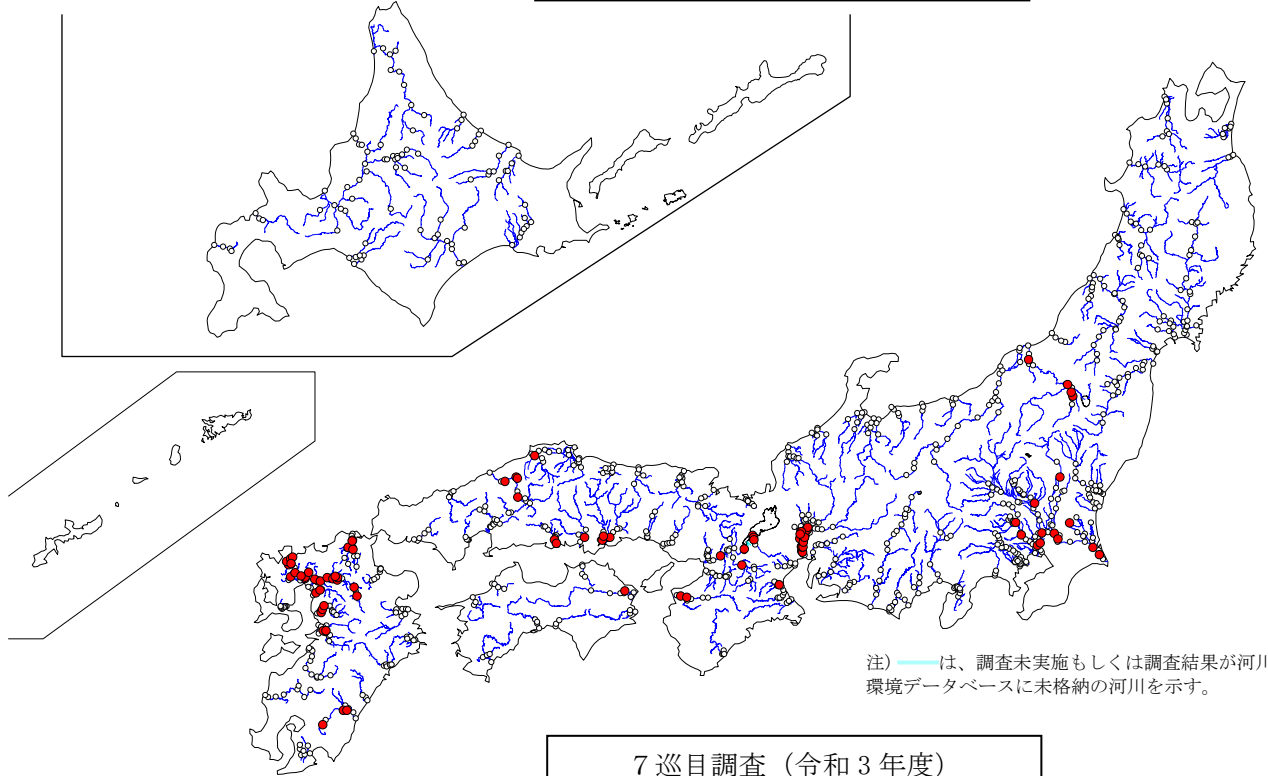 注) は、調査未実施もしくは調査結果が河川
環境データベースに未格納の河川を示す。
7巡目調査（令和3年度）